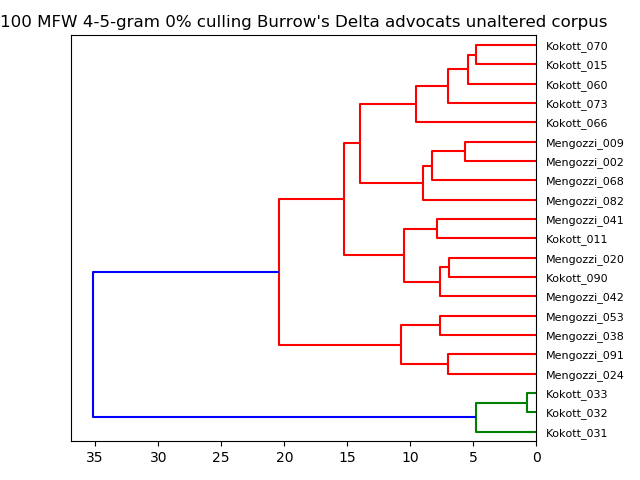 100 MFW 4-5-gram 0% culling Burrow's Delta advocats unaltered corpus
Kokott_070
Kokott_015
Kokott_060
Kokott_073
Kokott_066
Mengozzi_009
Mengozzi_002
Mengozzi_068
Mengozzi_082
Mengozzi_041
Kokott_011
Mengozzi_020
Kokott_090
Mengozzi_042
Mengozzi_053
Mengozzi_038
Mengozzi_091
Mengozzi_024
Kokott_033
Kokott_032
Kokott_031
35 30 25 20 15 10 5 0